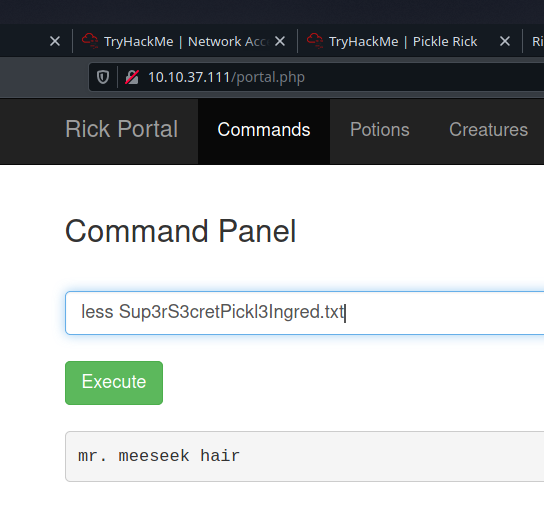 TryHackMe | Network Acc
TryHackMe | Pickle Rick
Ri
10.10.37.111/portal.php
Rick Portal
Commands
Potions
Creatures
Command Panel
less Sup3rS3cretPickl3Ingred.txt
Execute
mr. meeseek hair